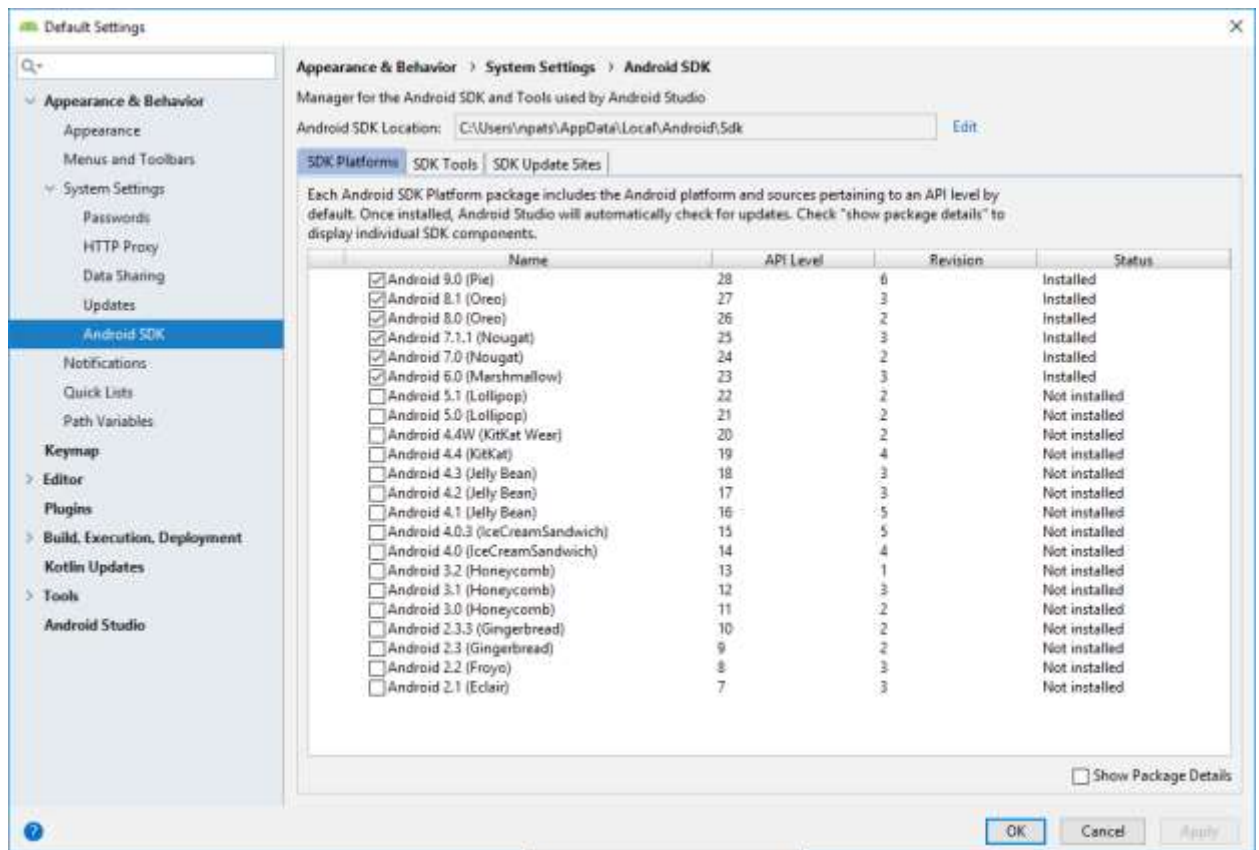 Default Settings
Appearance & Behavior
Appearance
Menus and Toolbars
System Settings
Passwords
HTTP Proxy
Data Sharing
Updates
Android SDK
Notifications
Quick Lists
Path Variables
Keymap
Editor
Plugins
Build, Execution, Deployment
Kotlin Updates
Tools
Android Studio
Appearance & Behavior > System Settings > Android SDK
Manager for the Android SDK and Tools used by Android Studio
Android SDK Location: C:\Users\npats\AppData\Local\Android\Sdk Edit
SDK Platforms SDK Tools SDK Update Sites
Each Android SDK Platform package includes the Android platform and sources pertaining to an API level by
default. Once installed, Android Studio will automatically check for updates. Check "show package details" to
display individual SDK components.
Name API Level Revision Status
Android 9.0 (Pie) 28 6 Installed
Android 8.1 (Oreo) 27 3 Installed
Android 8.0 (Oreo) 26 2 Installed
Android 7.1.1 (Nougat) 25 3 Installed
Android 7.0 (Nougat) 24 2 Installed
Android 6.0 (Marshmallow) 23 3 Installed
Android 5.1 (Lollipop) 22 2 Not installed
Android 5.0 (Lollipop) 21 2 Not installed
Android 4.4W (KitKat Wear) 20 2 Not installed
Android 4.4 (KitKat) 19 4 Not installed
Android 4.3 (Jelly Bean) 18 3 Not installed
Android 4.2 (Jelly Bean) 17 3 Not installed
Android 4.1 (Jelly Bean) 16 5 Not installed
Android 4.0.3 (IceCreamSandwich) 15 5 Not installed
Android 4.0 (IceCreamSandwich) 14 4 Not installed
Android 3.2 (Honeycomb) 13 1 Not installed
Android 3.1 (Honeycomb) 12 3 Not installed
Android 3.0 (Honeycomb) 11 2 Not installed
Android 2.3.3 (Gingerbread) 10 2 Not installed
Android 2.3 (Gingerbread) 9 2 Not installed
Android 2.2 (Froyo) 8 3 Not installed
Android 2.1 (Eclair) 7 3 Not installed
Show Package Details
OK Cancel Apply